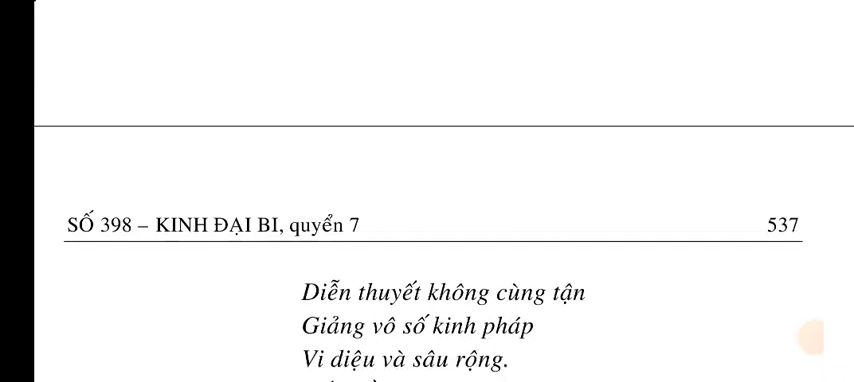 SỐ 398 – KINH ĐẠI BI, quyển 7 537
Diễn thuyết không cùng tận
Giảng vô số kinh pháp
Vi diệu và sâu rộng.